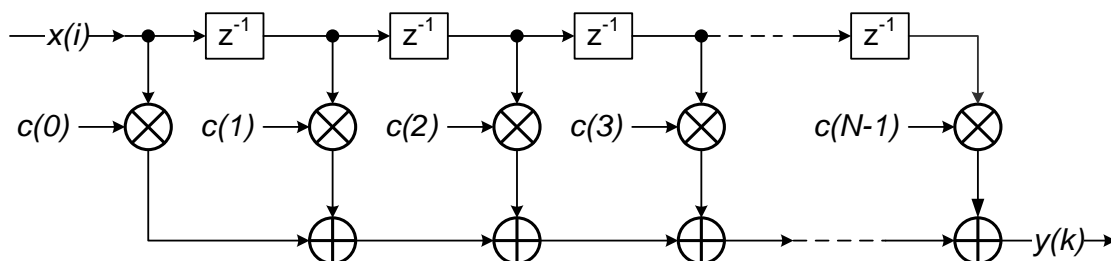 x(i) z⁻¹ z⁻¹ z⁻¹ z⁻¹
c(0) c(1) c(2) c(3) c(N-1)
y(k)